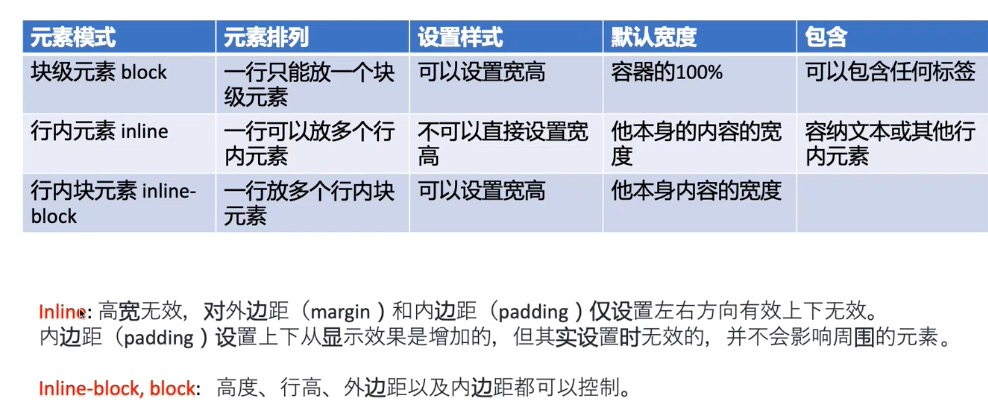 元素模式 元素排列 设置样式 默认宽度 包含
块级元素 block 一行只能放一个块级元素 可以设置宽高 容器的100% 可以包含任何标签
行内元素 inline 一行可以放多个行内元素 不可以直接设置宽高 他本身的内容的宽度 容纳文本或其他行内元素
行内块元素 inline-block 一行放多个行内块元素 可以设置宽高 他本身内容的宽度
Inline: 高宽无效，对外边距（margin）和内边距（padding）仅设置左右方向有效上下无效。
内边距（padding）设置上下从显示效果是增加的，但其实设置时无效的，并不会影响周围的元素。
Inline-block, block: 高度、行高、外边距以及内边距都可以控制。